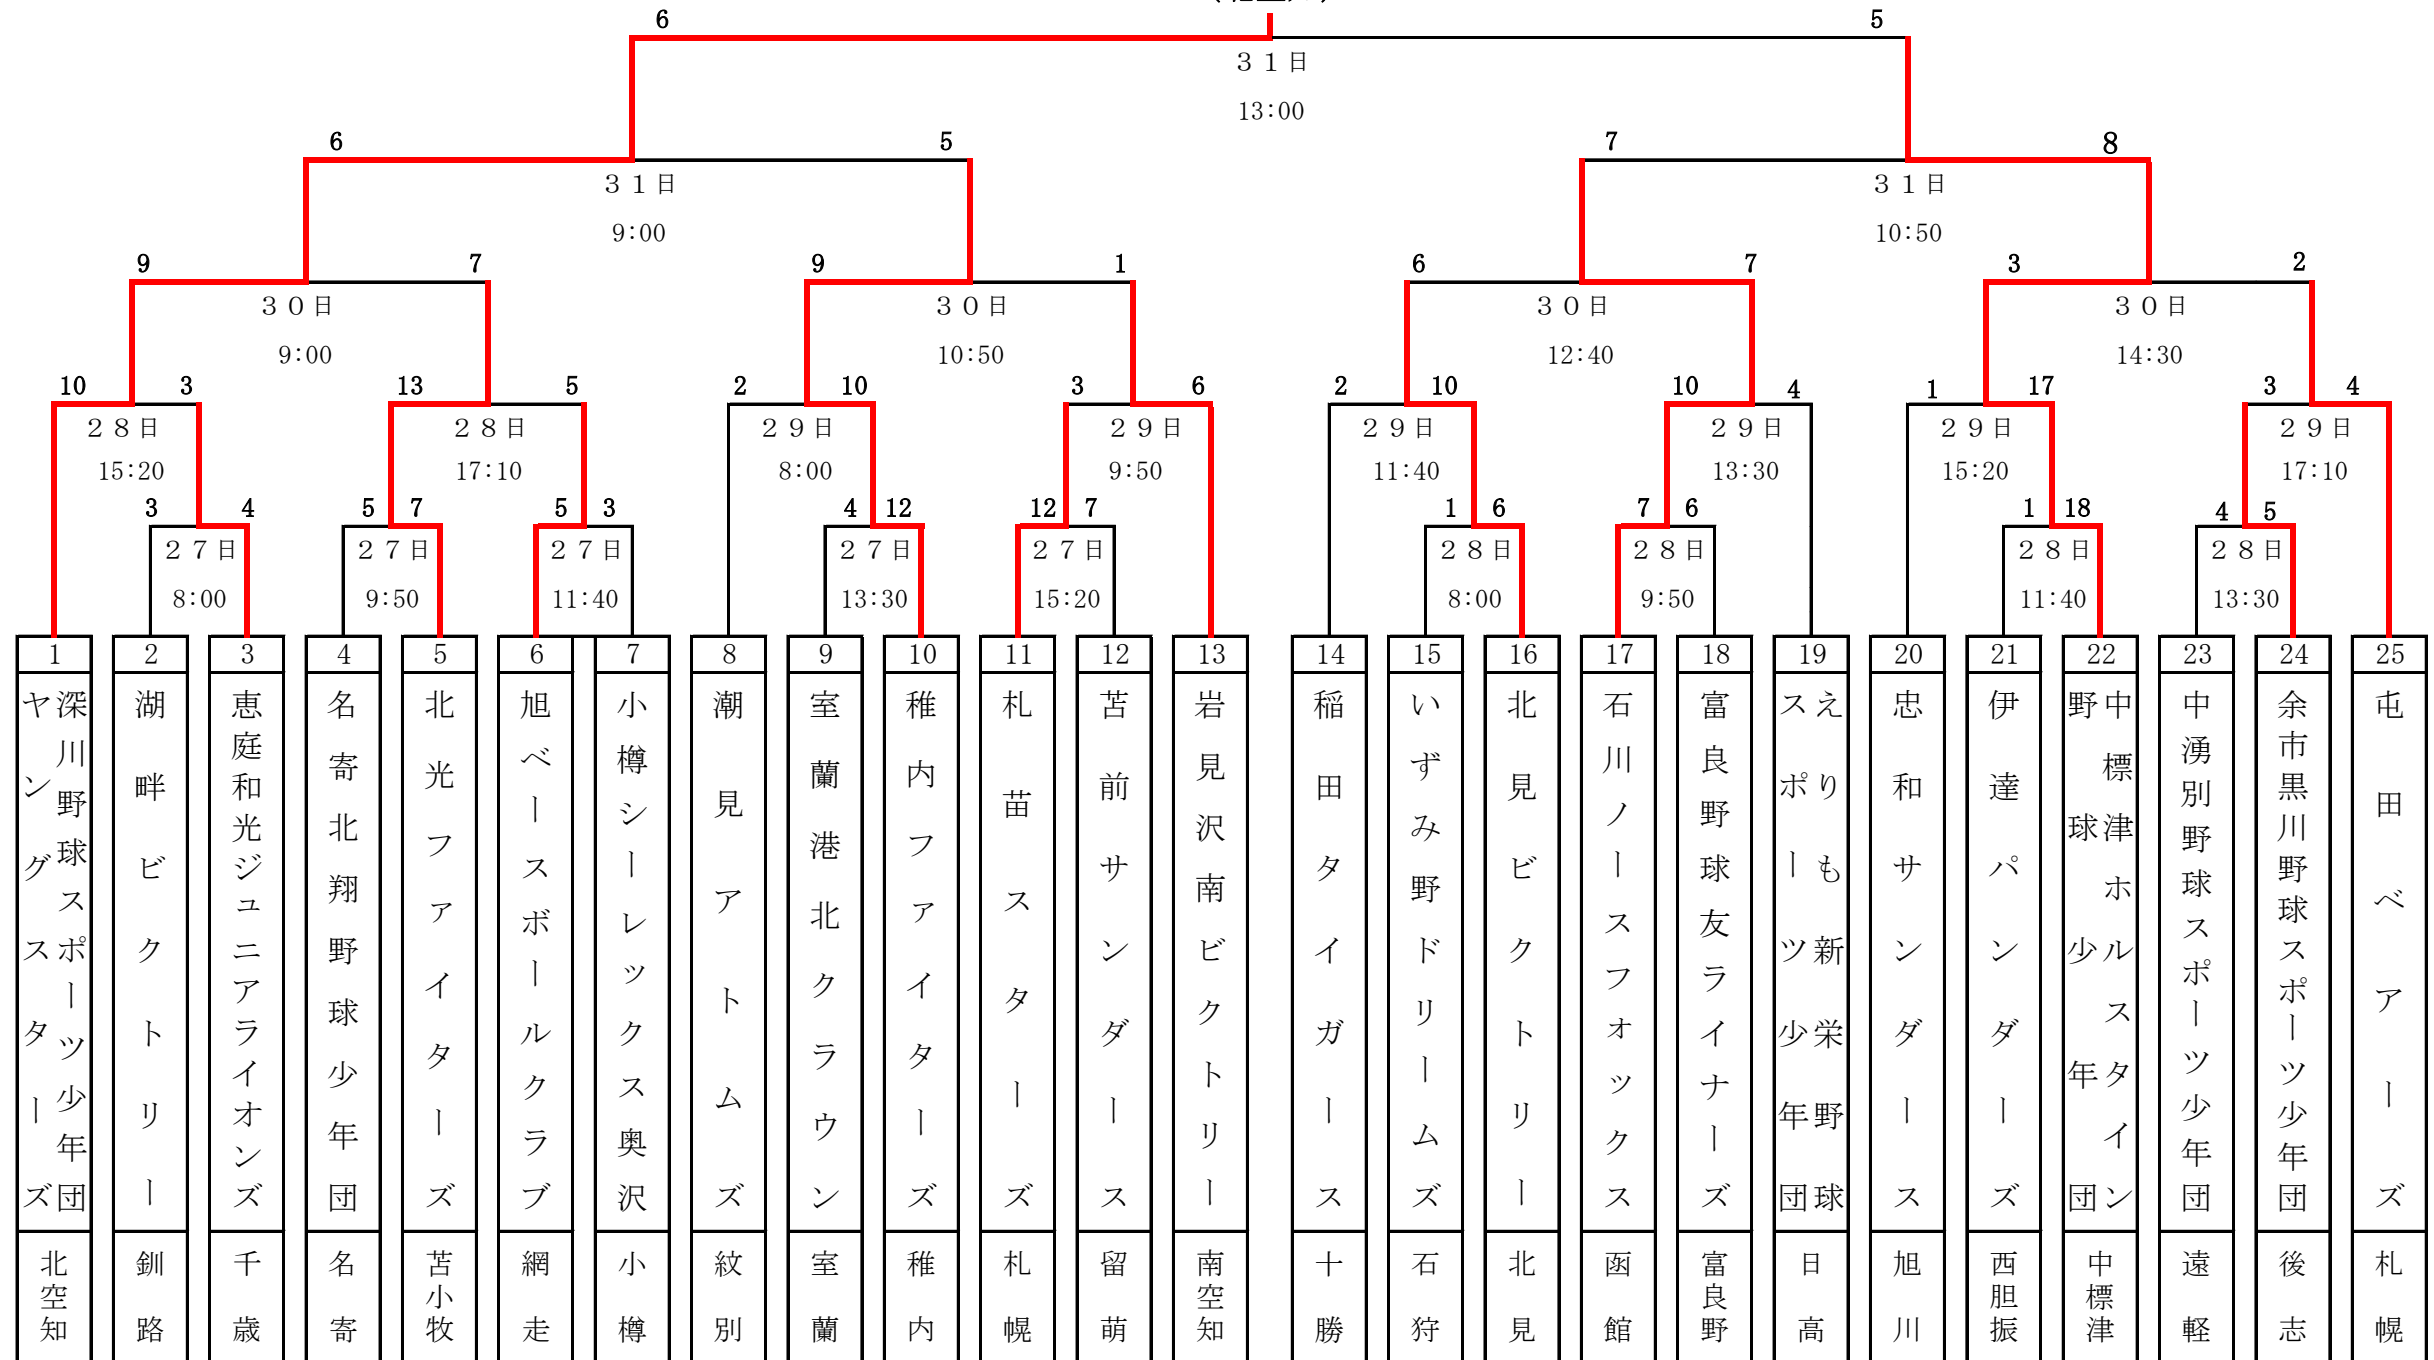 6 5
３１日
13:00
6 5 7 8
３１日 ３１日
9:00 10:50
9 7 9 1 6 7 3 2
３０日 ３０日 ３０日 ３０日
9:00 10:50 12:40 14:30
10 3 13 5 2 10 3 6 2 10 10 4 1 17 3 4
２８日 ２８日 ２９日 ２９日 ２９日 ２９日 ２９日 ２９日
15:20 17:10 8:00 9:50 11:40 13:30 15:20 17:10
3 4 5 7 5 3 4 12 12 7 1 6 7 6 1 18 4 5
２７日 ２７日 ２７日 ２７日 ２７日 ２８日 ２８日 ２８日 ２８日
8:00 9:50 11:40 13:30 15:20 8:00 9:50 11:40 13:30
1 2 3 4 5 6 7 8 9 10 11 12 13 14 15 16 17 18 19 20 21 22 23 24 25
深川野球スポーツ少年団
ヤングスターズ
湖畔ビクトリー
恵庭和光ジュニアライオンズ
名寄北翔野球少年団
北光ファイターズ
旭ベースボールクラブ
小樽シーレックス奥沢
潮見アトムズ
室蘭港北クラウン
稚内ファイターズ
札苗スターズ
苫前サンダース
岩見沢南ビクトリー
稲田タイガース
いずみ野ドリームズ
北見ビクトリー
石川ノースフォックス
富良野球友ライナーズ
えりも新栄野球
スポーツ少年団
忠和サンダース
伊達パンダーズ
中標津ホルスタイン
野球少年団
中湧別野球スポーツ少年団
余市黒川野球スポーツ少年団
屯田ベアーズ
北空知
釧路
千歳
名寄
苫小牧
網走
小樽
紋別
室蘭
稚内
札幌
留萌
南空知
十勝
石狩
北見
函館
富良野
日高
旭川
西胆振
中標津
遠軽
後志
札幌